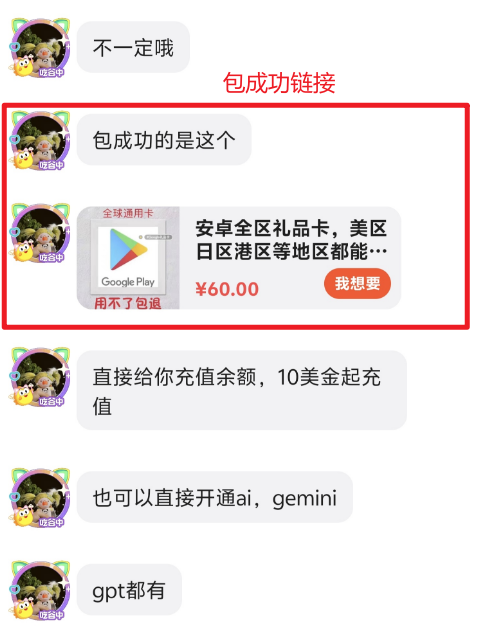 不一定哦
吃谷中
包成功链接
包成功的是这个
吃谷中
全球通用卡
Google Play
用不了包退
安卓全区礼品卡，美区
日区港区等地区都能…
¥60.00
我想要
吃谷中
直接给你充值余额，10美金起充
值
吃谷中
也可以直接开通ai，gemini
吃谷中
gpt都有
吃谷中